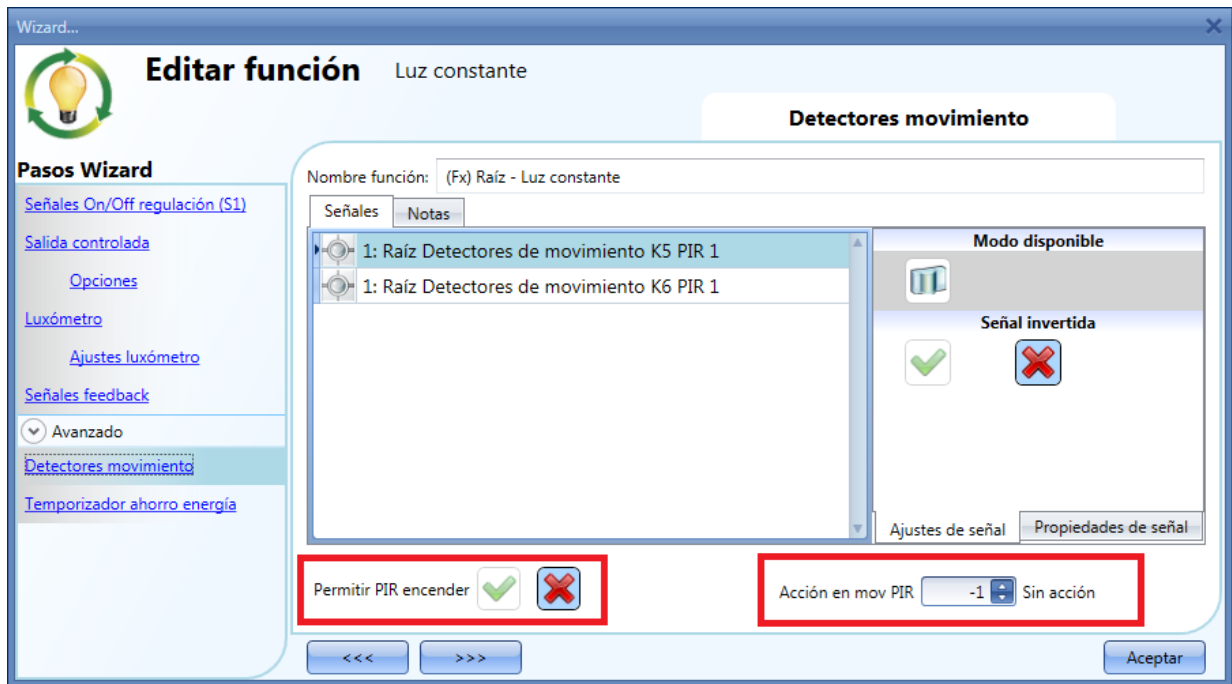 Wizard...
Editar función Luz constante
Detectores movimiento
Pasos Wizard
Señales On/Off regulación (S1)
Salida controlada
Opciones
Luxómetro
Ajustes luxómetro
Señales feedback
Avanzado
Detectores movimiento
Temporizador ahorro energía
Nombre función: (Fx) Raíz - Luz constante
Señales Notas
1: Raíz Detectores de movimiento K5 PIR 1
1: Raíz Detectores de movimiento K6 PIR 1
Modo disponible
Señal invertida
Ajustes de señal Propiedades de señal
Permitir PIR encender
Acción en mov PIR -1 Sin acción
<<< >>> Aceptar